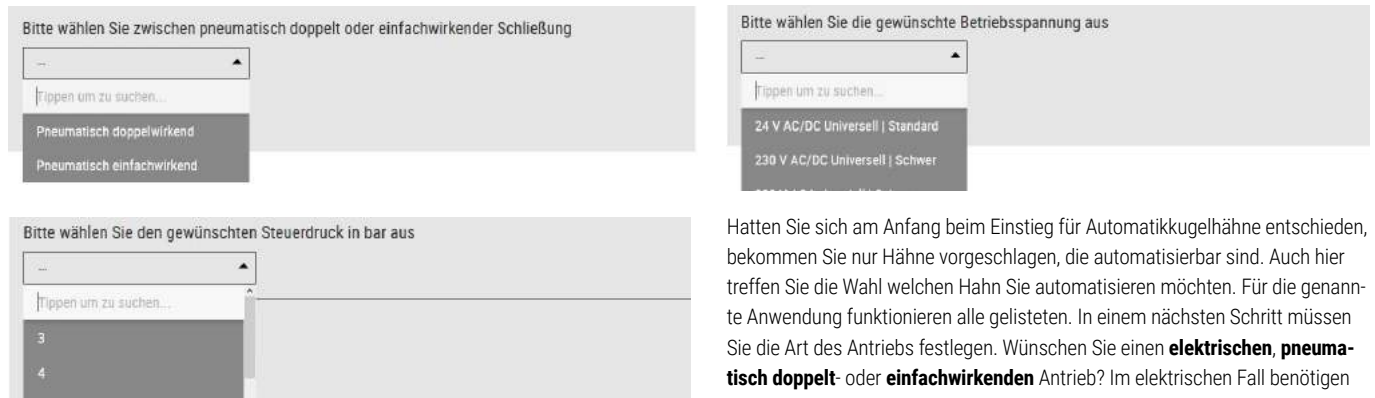 Bitte wählen Sie zwischen pneumatisch doppelt oder einfachwirkender Schließung
...
Tippen um zu suchen...
Pneumatisch doppelwirkend
Pneumatisch einfachwirkend
Bitte wählen Sie den gewünschten Steuerdruck in bar aus
...
Tippen um zu suchen...
3
4
Bitte wählen Sie die gewünschte Betriebsspannung aus
...
Tippen um zu suchen...
24 V AC/DC Universell | Standard
230 V AC/DC Universell | Schwer
Hatten Sie sich am Anfang beim Einstieg für Automatikkugelhähne entschieden,
bekommen Sie nur Hähne vorgeschlagen, die automatisierbar sind. Auch hier
treffen Sie die Wahl welchen Hahn Sie automatisieren möchten. Für die genann-
te Anwendung funktionieren alle gelisteten. In einem nächsten Schritt müssen
Sie die Art des Antriebs festlegen. Wünschen Sie einen elektrischen, pneuma-
tisch doppelt- oder einfachwirkenden Antrieb? Im elektrischen Fall benötigen